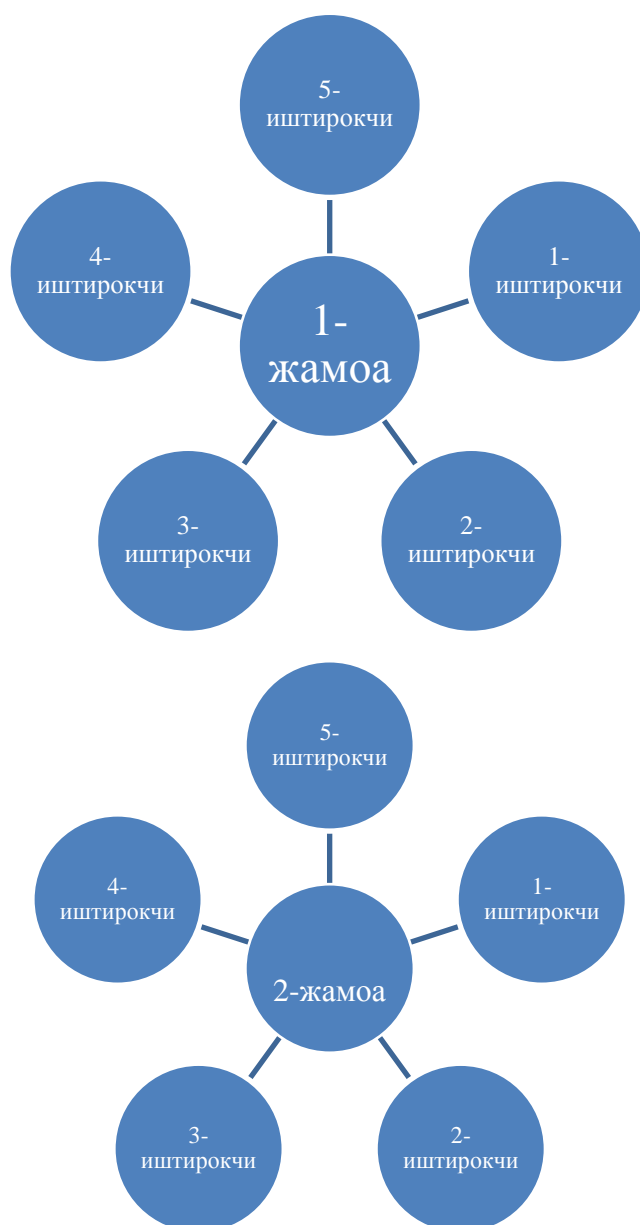 5-
иштирокчи
4-
иштирокчи
1-
иштирокчи
1-
жамоа
3-
иштирокчи
2-
иштирокчи
5-
иштирокчи
4-
иштирокчи
1-
иштирокчи
2-жамоа
3-
иштирокчи
2-
иштирокчи